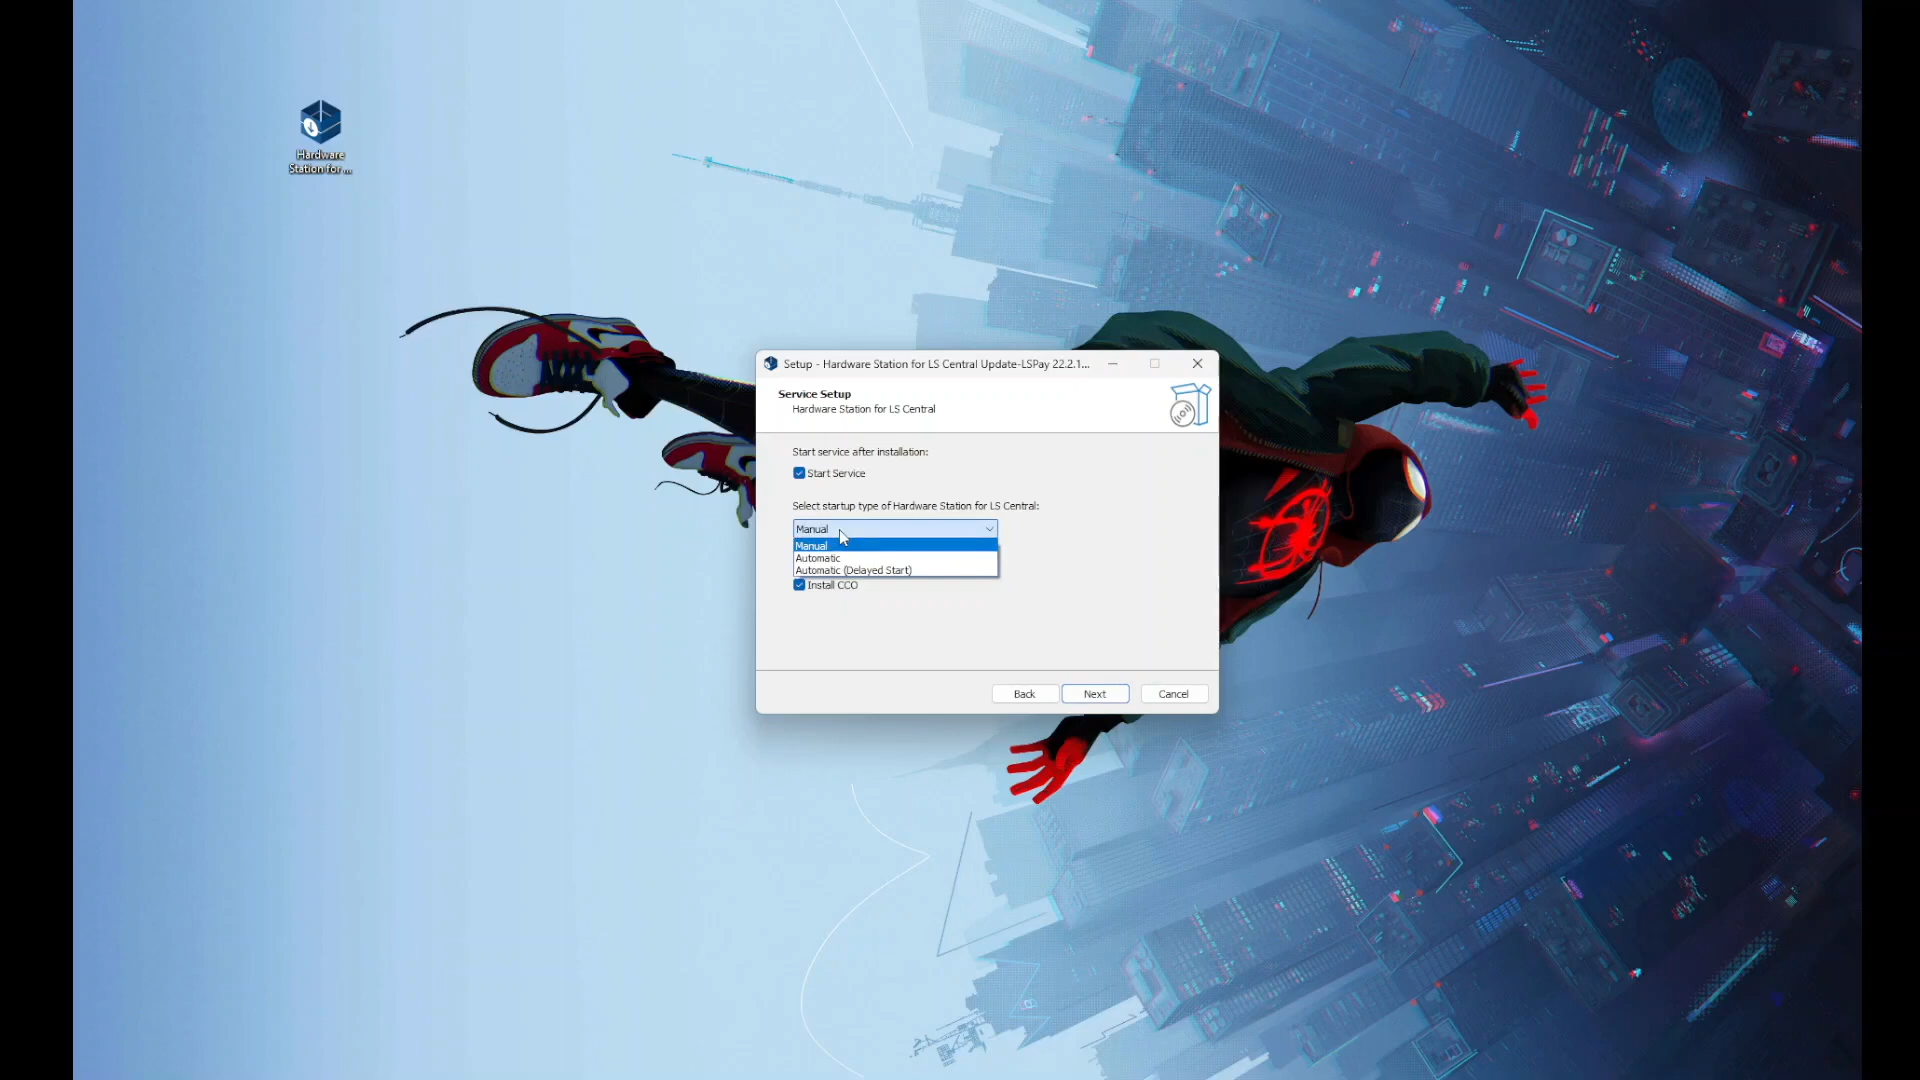 Hardware
Station for ...
Setup - Hardware Station for LS Central Update-LSPay 22.2.1...
Service Setup
Hardware Station for LS Central
Start service after installation:
Start Service
Select startup type of Hardware Station for LS Central:
Manual
Manual
Automatic
Automatic (Delayed Start)
Install CCO
Back
Next
Cancel